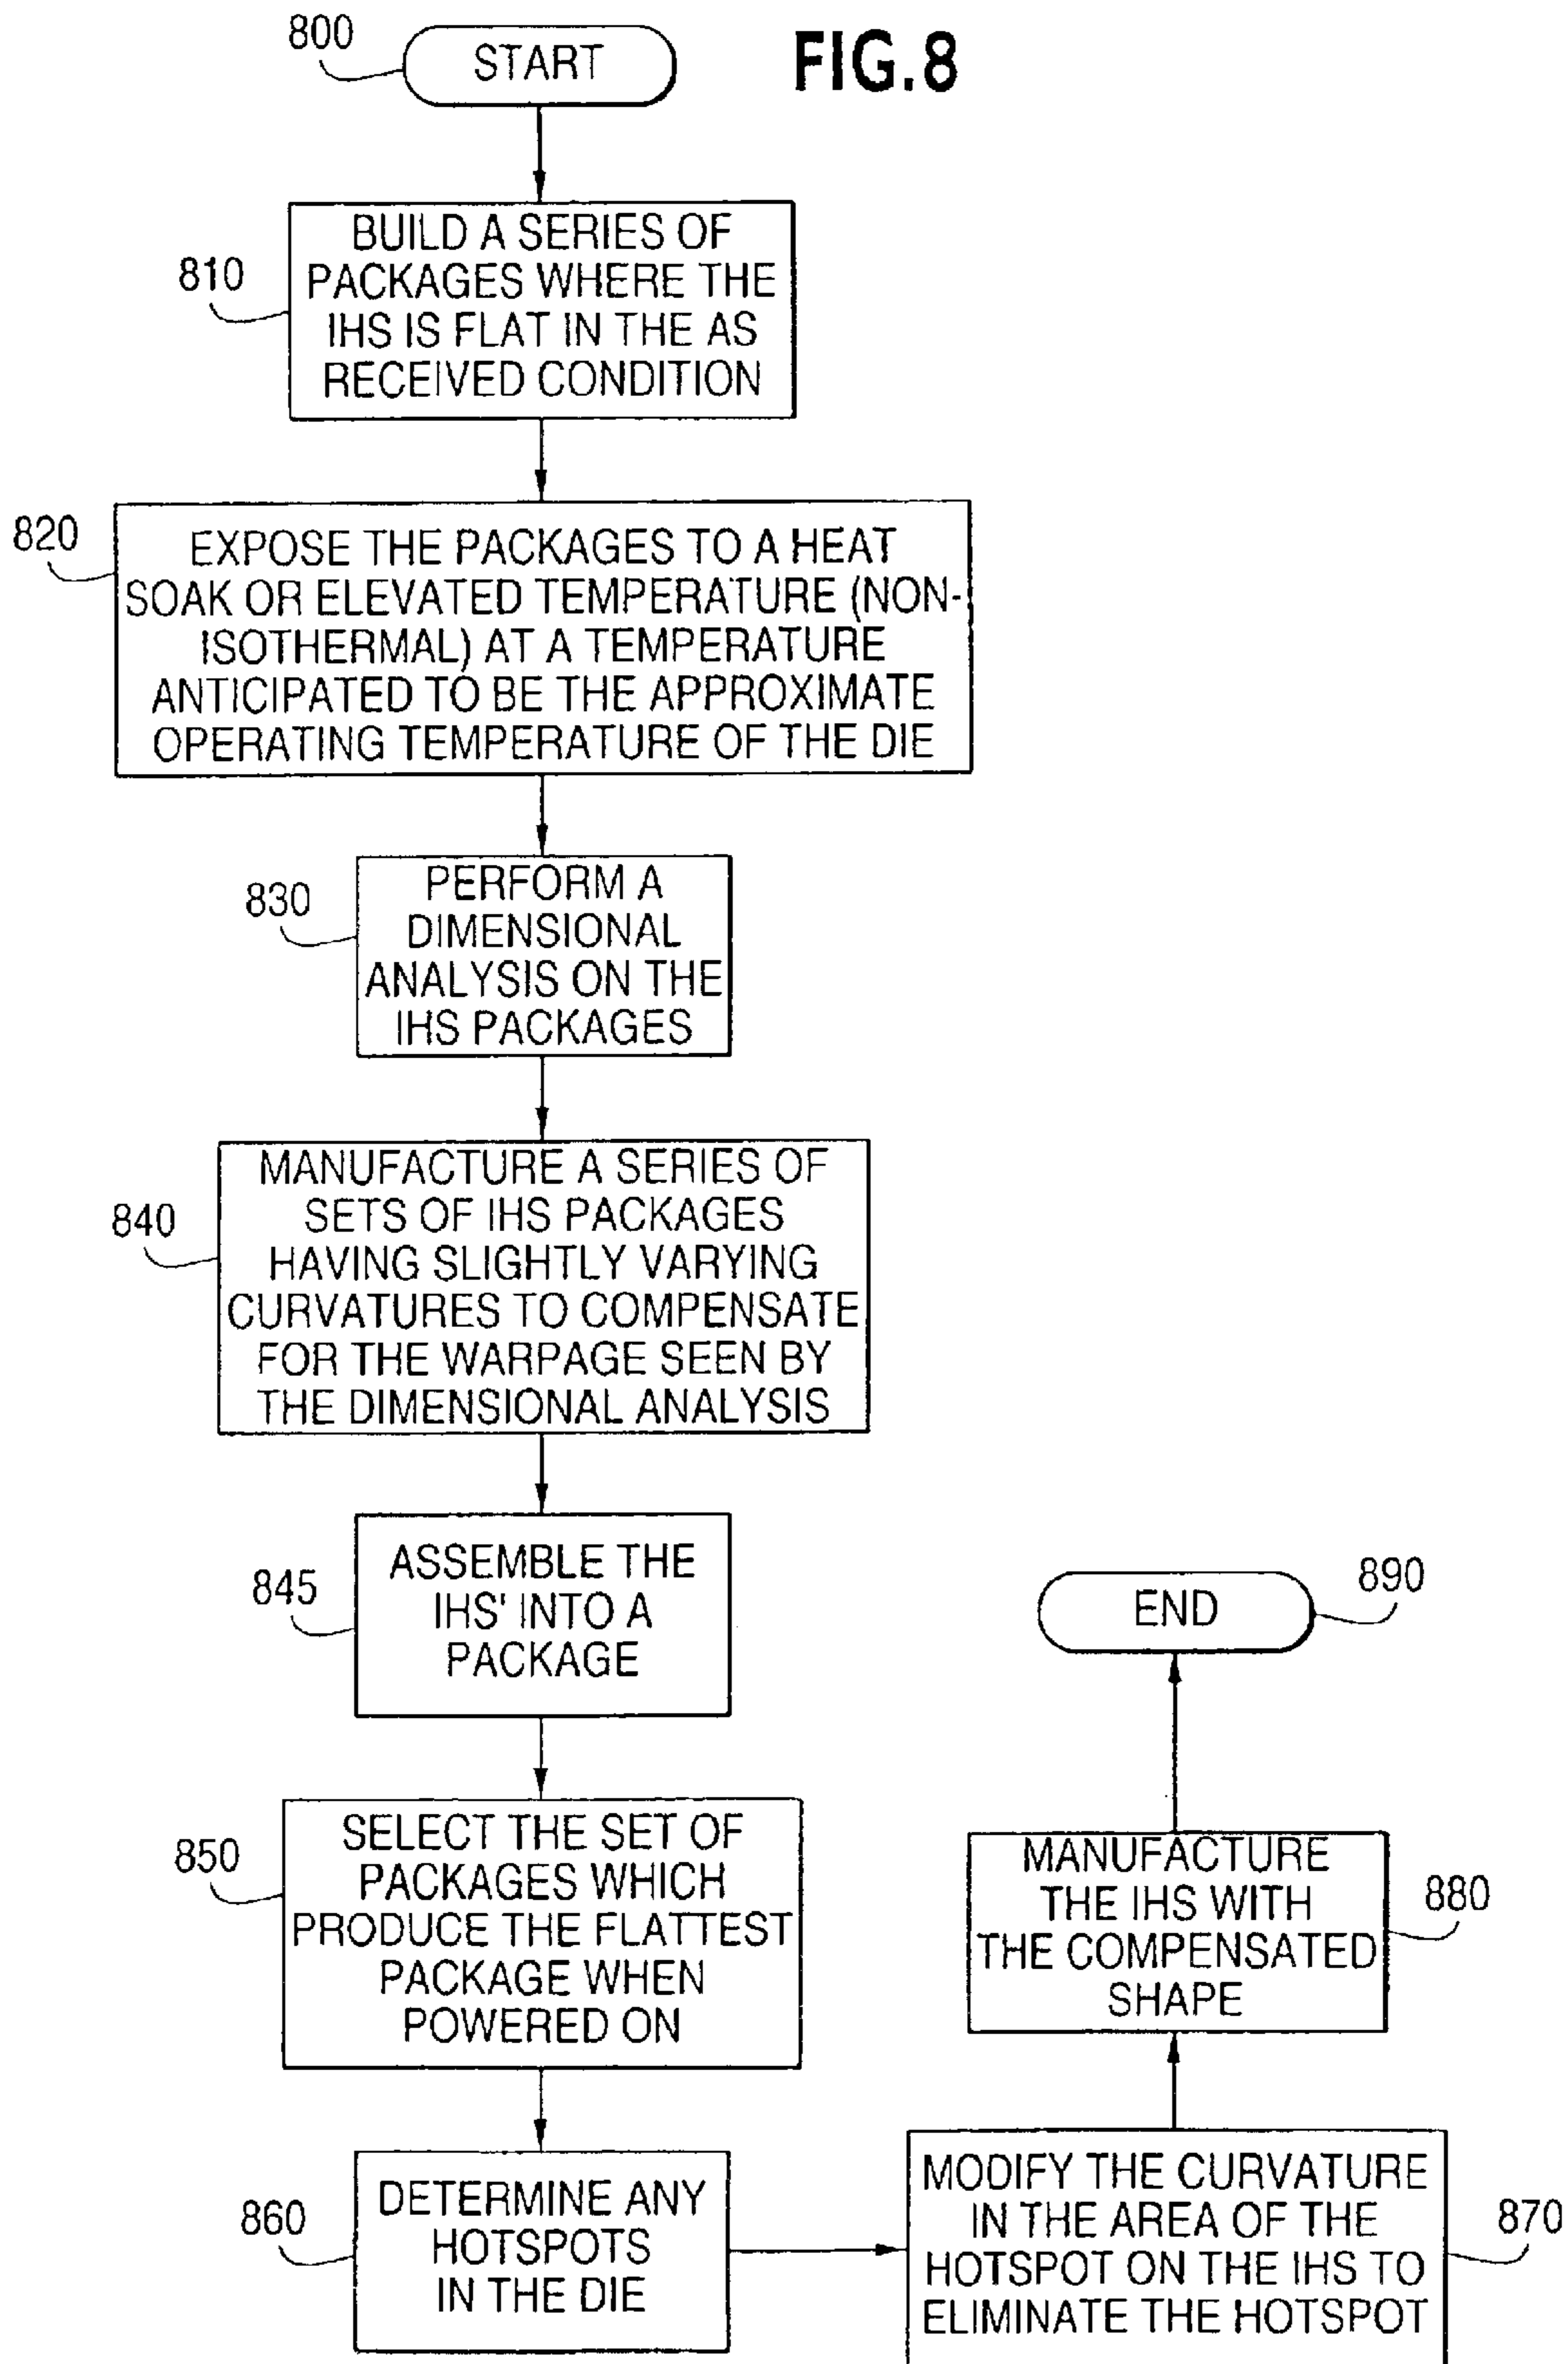 800
START
FIG.8
810
BUILD A SERIES OF
PACKAGES WHERE THE
IHS IS FLAT IN THE AS
RECEIVED CONDITION
820
EXPOSE THE PACKAGES TO A HEAT
SOAK OR ELEVATED TEMPERATURE (NON-
ISOTHERMAL) AT A TEMPERATURE
ANTICIPATED TO BE THE APPROXIMATE
OPERATING TEMPERATURE OF THE DIE
830
PERFORM A
DIMENSIONAL
ANALYSIS ON THE
IHS PACKAGES
840
MANUFACTURE A SERIES OF
SETS OF IHS PACKAGES
HAVING SLIGHTLY VARYING
CURVATURES TO COMPENSATE
FOR THE WARPAGE SEEN BY
THE DIMENSIONAL ANALYSIS
845
ASSEMBLE THE
IHS' INTO A
PACKAGE
850
SELECT THE SET OF
PACKAGES WHICH
PRODUCE THE FLATTEST
PACKAGE WHEN
POWERED ON
860
DETERMINE ANY
HOTSPOTS
IN THE DIE
870
MODIFY THE CURVATURE
IN THE AREA OF THE
HOTSPOT ON THE IHS TO
ELIMINATE THE HOTSPOT
880
MANUFACTURE
THE IHS WITH
THE COMPENSATED
SHAPE
890
END